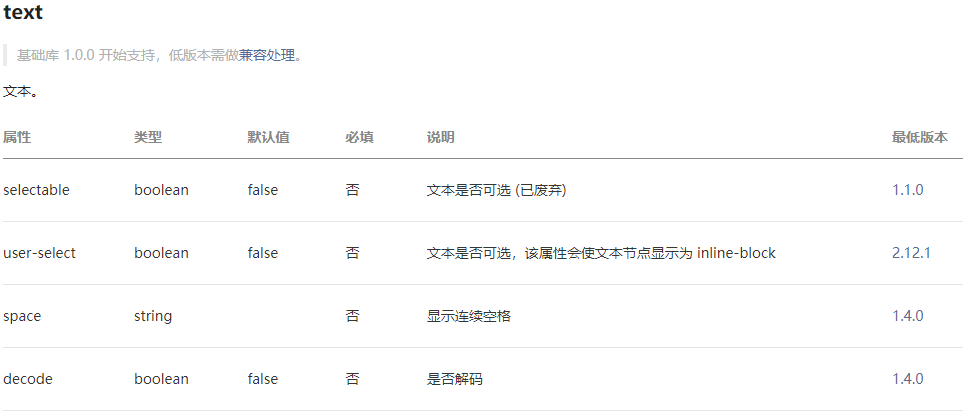 text
基础库 1.0.0 开始支持，低版本需做兼容处理。
文本。
属性 类型 默认值 必填 说明 最低版本
selectable boolean false 否 文本是否可选 (已废弃) 1.1.0
user-select boolean false 否 文本是否可选，该属性会使文本节点显示为 inline-block 2.12.1
space string 否 显示连续空格 1.4.0
decode boolean false 否 是否解码 1.4.0